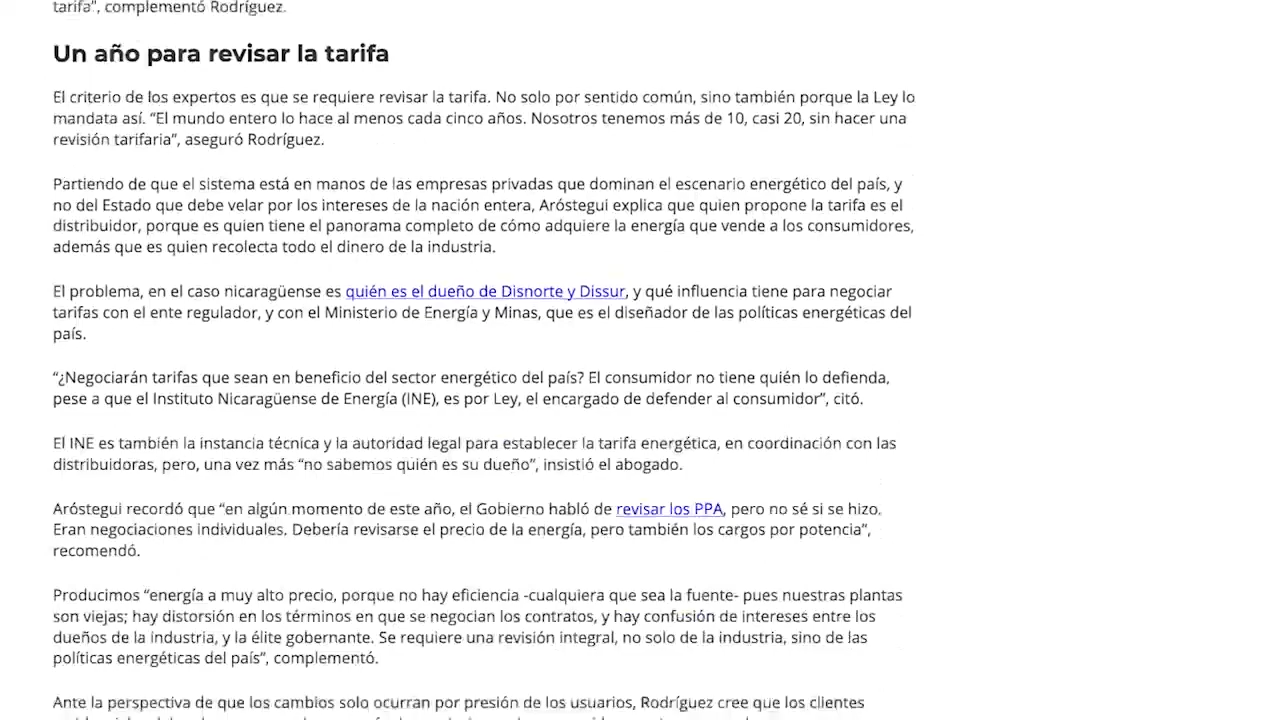 tarifa”, complementó Rodríguez.
Un año para revisar la tarifa
El criterio de los expertos es que se requiere revisar la tarifa. No solo por sentido común, sino también porque la Ley lo
mandata así. “El mundo entero lo hace al menos cada cinco años. Nosotros tenemos más de 10, casi 20, sin hacer una
revisión tarifaria”, aseguró Rodríguez.
Partiendo de que el sistema está en manos de las empresas privadas que dominan el escenario energético del país, y
no del Estado que debe velar por los intereses de la nación entera, Aróstegui explica que quien propone la tarifa es el
distribuidor, porque es quien tiene el panorama completo de cómo adquiere la energía que vende a los consumidores,
además que es quien recolecta todo el dinero de la industria.
El problema, en el caso nicaragüense es quién es el dueño de Disnorte y Dissur, y qué influencia tiene para negociar
tarifas con el ente regulador, y con el Ministerio de Energía y Minas, que es el diseñador de las políticas energéticas del
país.
“¿Negociarán tarifas que sean en beneficio del sector energético del país? El consumidor no tiene quién lo defienda,
pese a que el Instituto Nicaragüense de Energía (INE), es por Ley, el encargado de defender al consumidor”, citó.
El INE es también la instancia técnica y la autoridad legal para establecer la tarifa energética, en coordinación con las
distribuidoras, pero, una vez más “no sabemos quién es su dueño”, insistió el abogado.
Aróstegui recordó que “en algún momento de este año, el Gobierno habló de revisar los PPA, pero no sé si se hizo.
Eran negociaciones individuales. Debería revisarse el precio de la energía, pero también los cargos por potencia”,
recomendó.
Producimos “energía a muy alto precio, porque no hay eficiencia -cualquiera que sea la fuente- pues nuestras plantas
son viejas; hay distorsión en los términos en que se negocian los contratos, y hay confusión de intereses entre los
dueños de la industria, y la élite gobernante. Se requiere una revisión integral, no solo de la industria, sino de las
políticas energéticas del país”, complementó.
Ante la perspectiva de que los cambios solo ocurran por presión de los usuarios, Rodríguez cree que los clientes